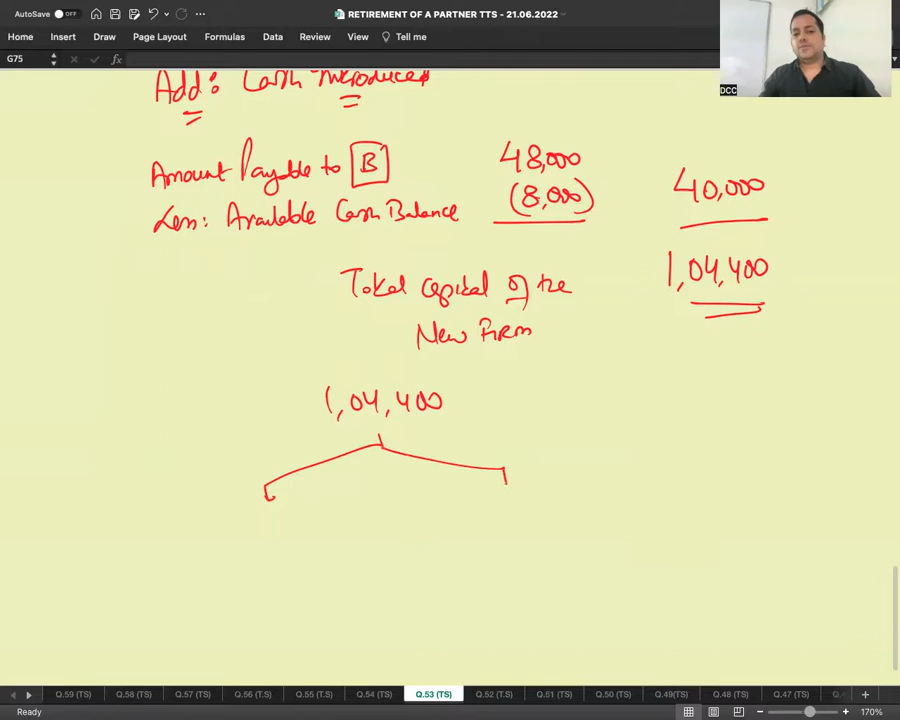 AutoSave OFF RETIREMENT OF A PARTNER TTS - 21.06.2022
Home Insert Draw Page Layout Formulas Data Review View Tell me
G75 fx
Add: Cash Introduced
Amount Payable to B 48,000
Less: Available Cash Balance (8,000) 40,000
Total Capital of the 1,04,400
New Firm
1,04,400
DCC
Q.59 (TS) Q.58 (TS) Q.57 (TS) Q.56 (T.S) Q.55 (T.S) Q.54 (TS) Q.53 (TS) Q.52 (T.S) Q.51 (TS) Q.50 (TS) Q.49(TS) Q.48 (TS) Q.47 (TS)
Ready 170%